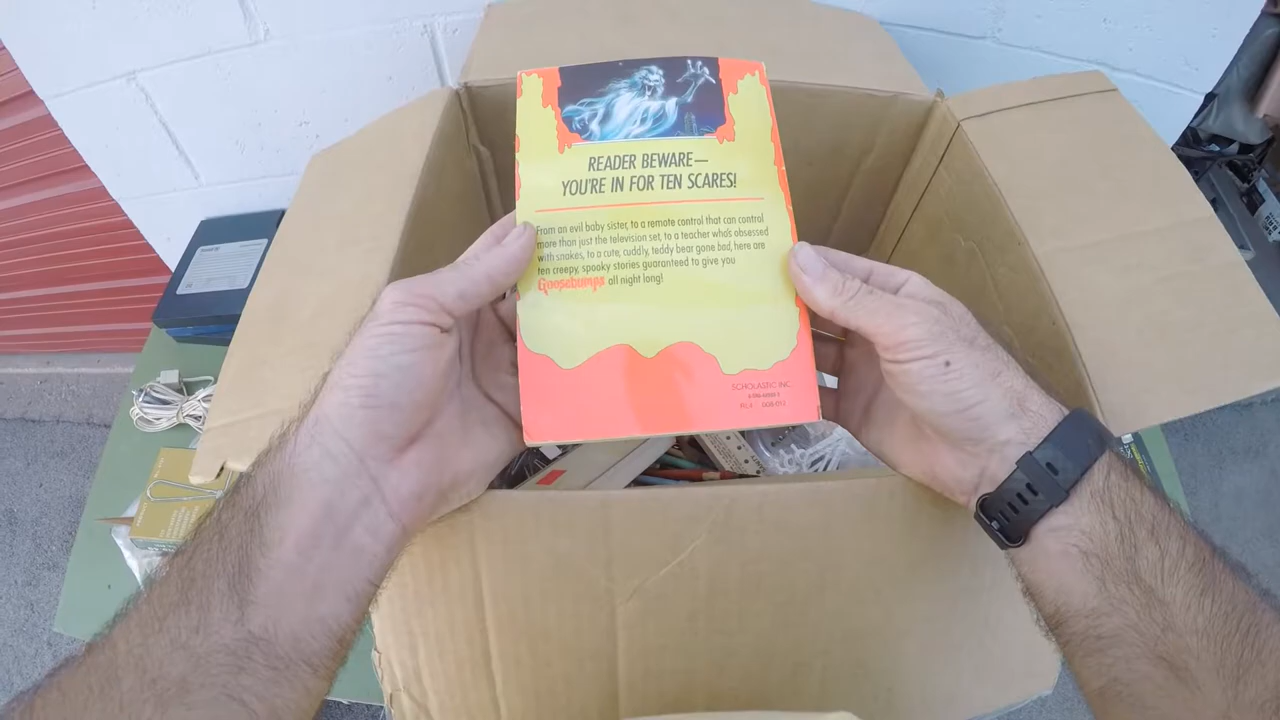 READER BEWARE—
YOU'RE IN FOR TEN SCARES!
From an evil baby sister, to a remote control that can control
more than just the television set, to a teacher who's obsessed
with snakes, to a cute, cuddly, teddy bear gone bad, here are
ten creepy, spooky stories guaranteed to give you
Goosebumps all night long!
SCHOLASTIC INC.